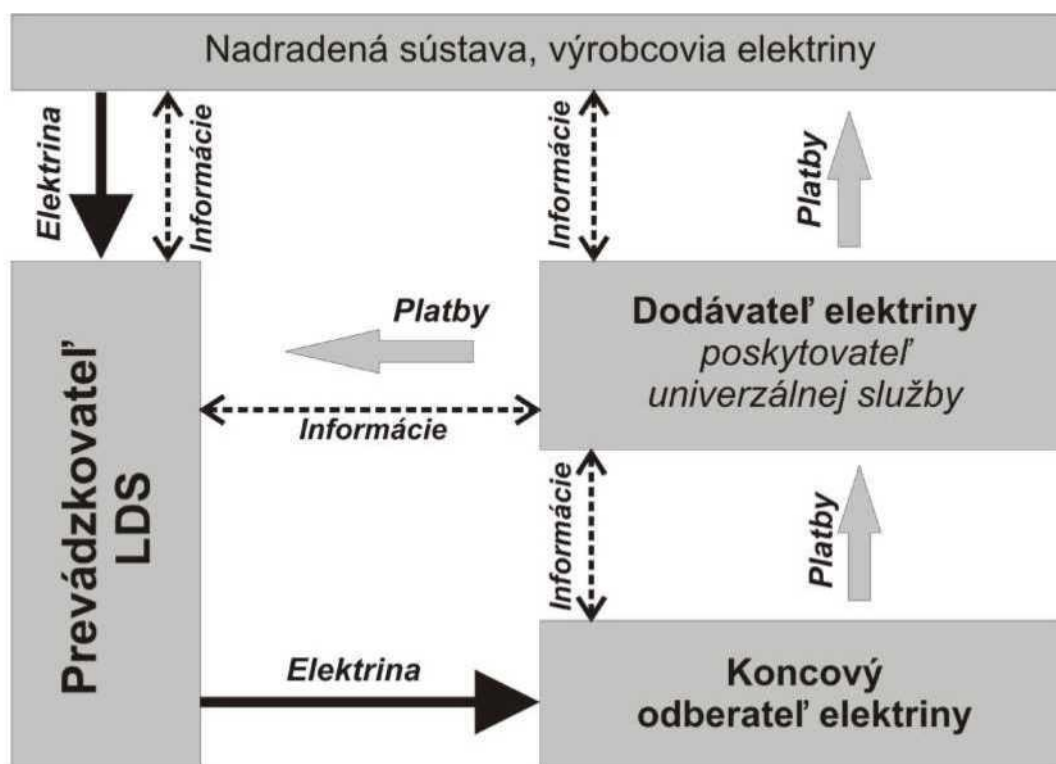 Nadradená sústava, výrobcovia elektriny
Elektrina
Informácie
Informácie
Platby
Platby
Informácie
Prevádzkovateľ
LDS
Dodávateľ elektriny
poskytovateľ
univerzálnej služby
Informácie
Platby
Elektrina
Koncový
odberateľ elektriny